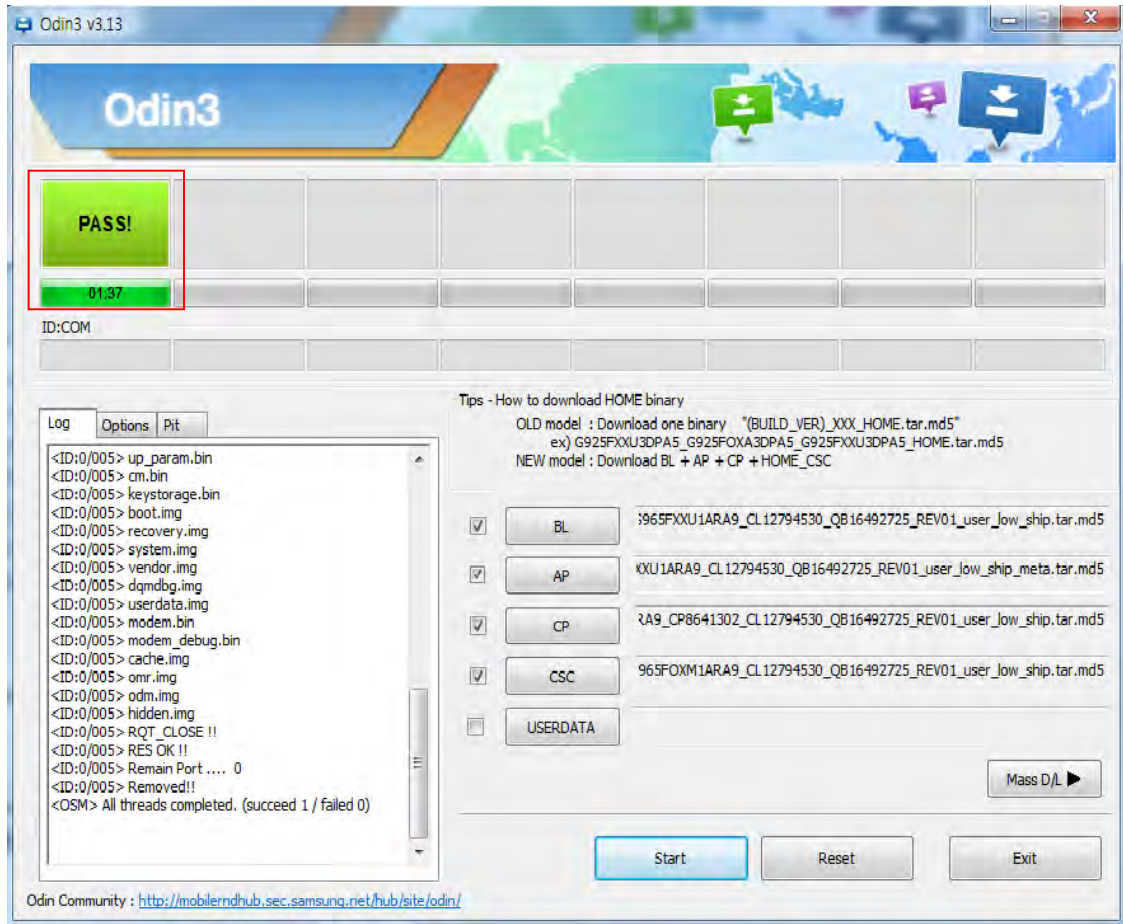 Odin3 v3.13
Odin3
PASS!
01:37
ID:COM
Log Options Pit
<ID:0/005> up_param.bin
<ID:0/005> cm.bin
<ID:0/005> keystorage.bin
<ID:0/005> boot.img
<ID:0/005> recovery.img
<ID:0/005> system.img
<ID:0/005> vendor.img
<ID:0/005> dqmdbg.img
<ID:0/005> userdata.img
<ID:0/005> modem.bin
<ID:0/005> modem_debug.bin
<ID:0/005> cache.img
<ID:0/005> omr.img
<ID:0/005> odm.img
<ID:0/005> hidden.img
<ID:0/005> RQT_CLOSE !!
<ID:0/005> RES OK !!
<ID:0/005> Remain Port .... 0
<ID:0/005> Removed!!
<OSM> All threads completed. (succeed 1 / failed 0)
Tips - How to download HOME binary
OLD model : Download one binary "(BUILD_VER)_XXX_HOME.tar.md5"
ex) G925FXXU3DPA5_G925FOXA3DPA5_G925FXXU3DPA5_HOME.tar.md5
NEW model : Download BL + AP + CP + HOME_CSC
BL 965FXXU1ARA9_CL12794530_QB16492725_REV01_user_low_ship.tar.md5
AP XXU1ARA9_CL12794530_QB16492725_REV01_user_low_ship_meta.tar.md5
CP RA9_CP8641302_CL12794530_QB16492725_REV01_user_low_ship.tar.md5
CSC 965FOXM1ARA9_CL12794530_QB16492725_REV01_user_low_ship.tar.md5
USERDATA
Mass D/L
Start Reset Exit
Odin Community : http://mobilerndhub.sec.samsung.net/hub/site/odin/